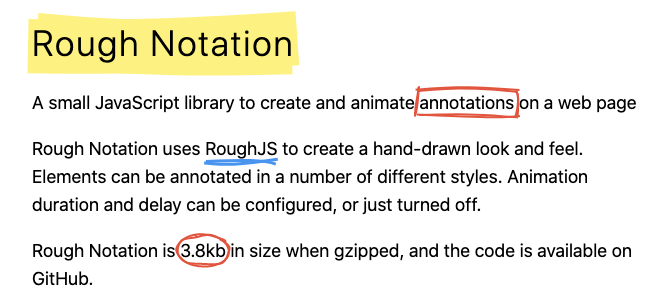 Rough Notation
A small JavaScript library to create and animate annotations on a web page
Rough Notation uses RoughJS to create a hand-drawn look and feel.
Elements can be annotated in a number of different styles. Animation
duration and delay can be configured, or just turned off.
Rough Notation is 3.8kb in size when gzipped, and the code is available on
GitHub.